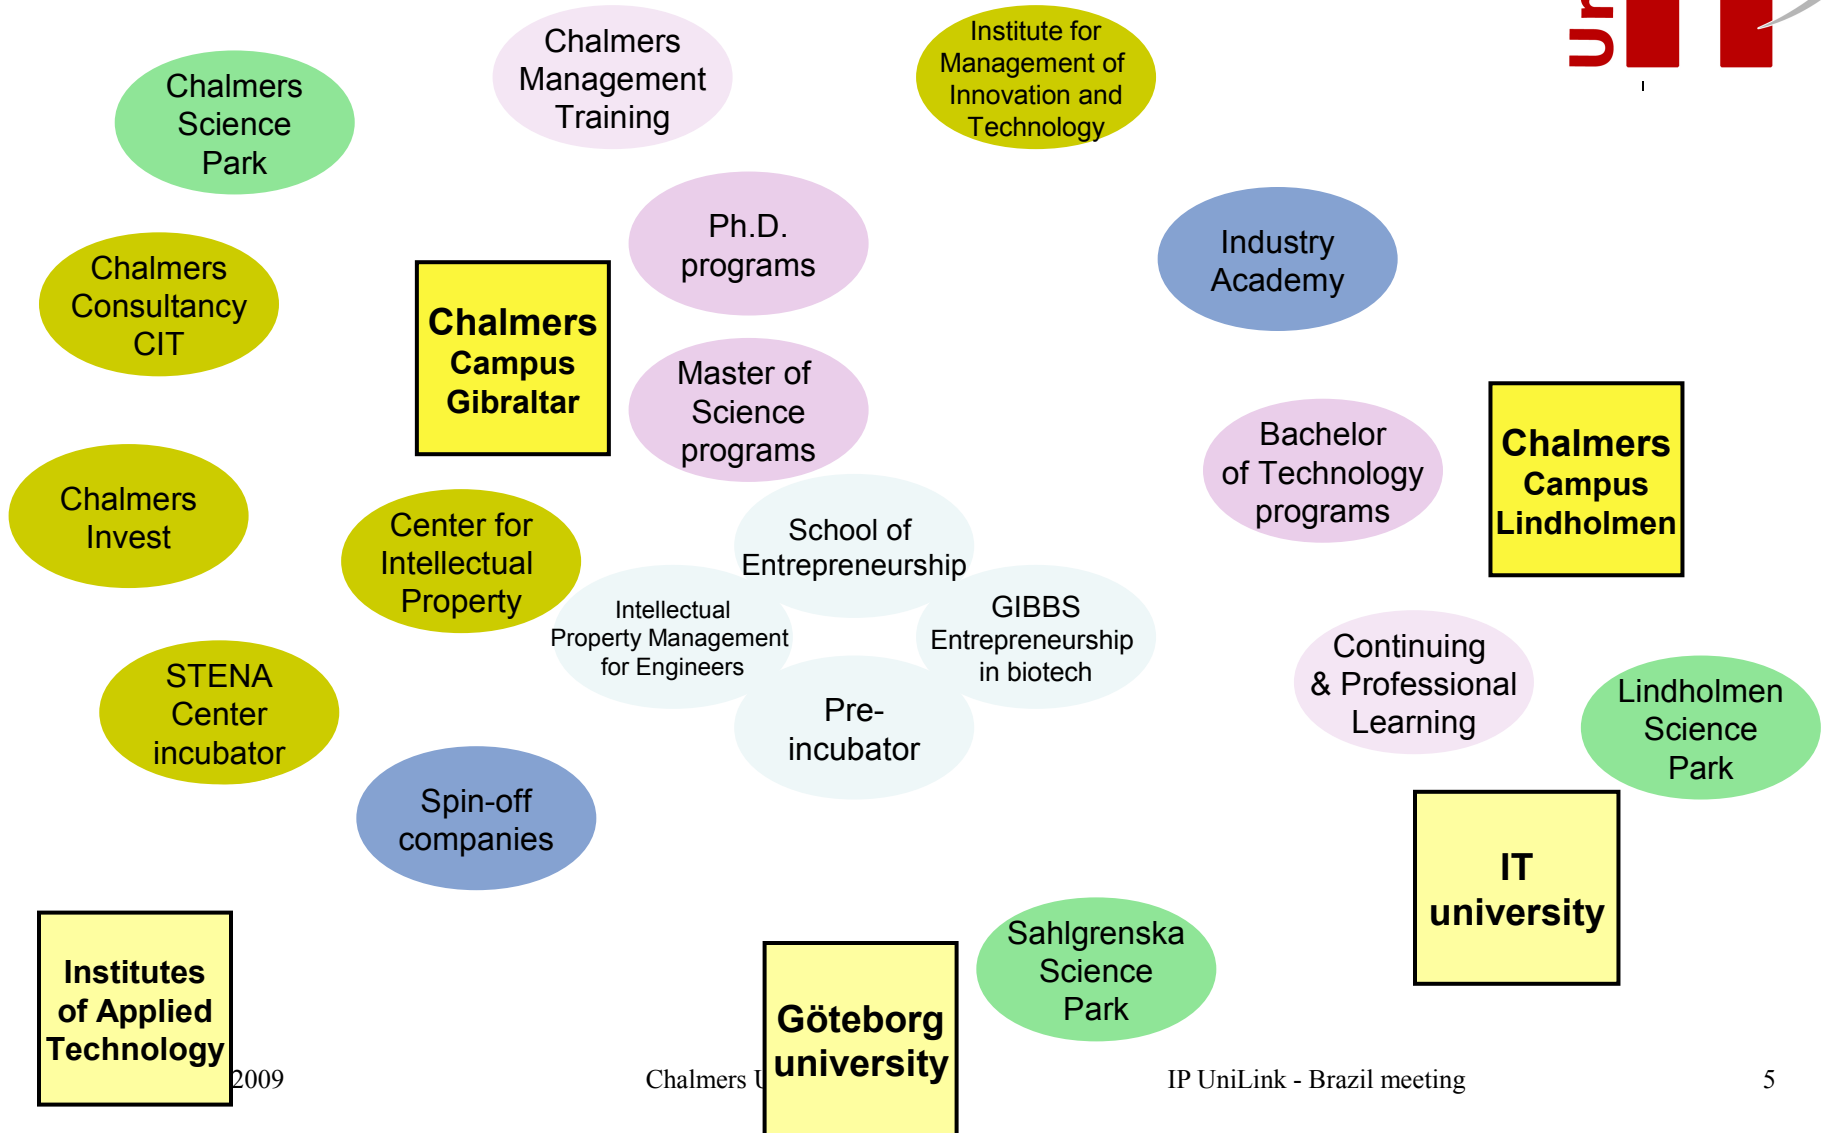 Chalmers
Management
Training
Institute for
Management of
Innovation and
Technology
Chalmers
Science
Park
Ph.D.
programs
Industry
Academy
Chalmers
Consultancy
CIT
Chalmers
Campus
Gibraltar
Master of
Science
programs
Bachelor
of Technology
programs
Chalmers
Campus
Lindholmen
Chalmers
Invest
Center for
Intellectual
Property
School of
Entrepreneurship
Intellectual
Property Management
for Engineers
GIBBS
Entrepreneurship
in biotech
Pre-
incubator
Continuing
& Professional
Learning
Lindholmen
Science
Park
STENA
Center
incubator
Spin-off
companies
IT
university
Sahlgrenska
Science
Park
Institutes
of Applied
Technology
Göteborg
university
2009
Chalmers
IP UniLink - Brazil meeting
5